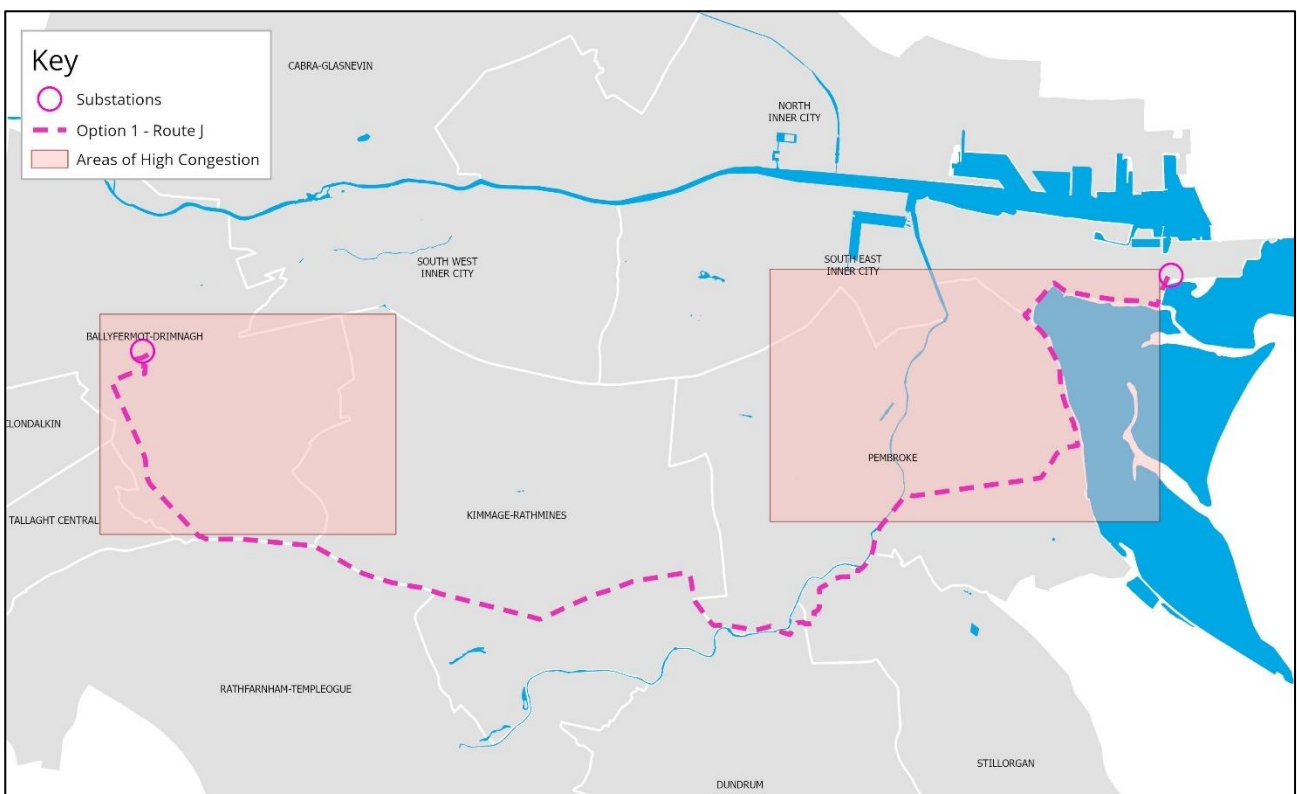 Key
Substations
Option 1 - Route J
Areas of High Congestion
CABRA-GLASNEVIN
NORTH
INNER CITY
SOUTH WEST
INNER CITY
SOUTH EAST
INNER CITY
BALLYFERMOT-DRIMNAGH
CLONDALKIN
PEMBROKE
TALLAGHT CENTRAL
KIMMAGE-RATHMINES
RATHFARNHAM-TEMPLEOGUE
STILLORGAN
DUNDRUM